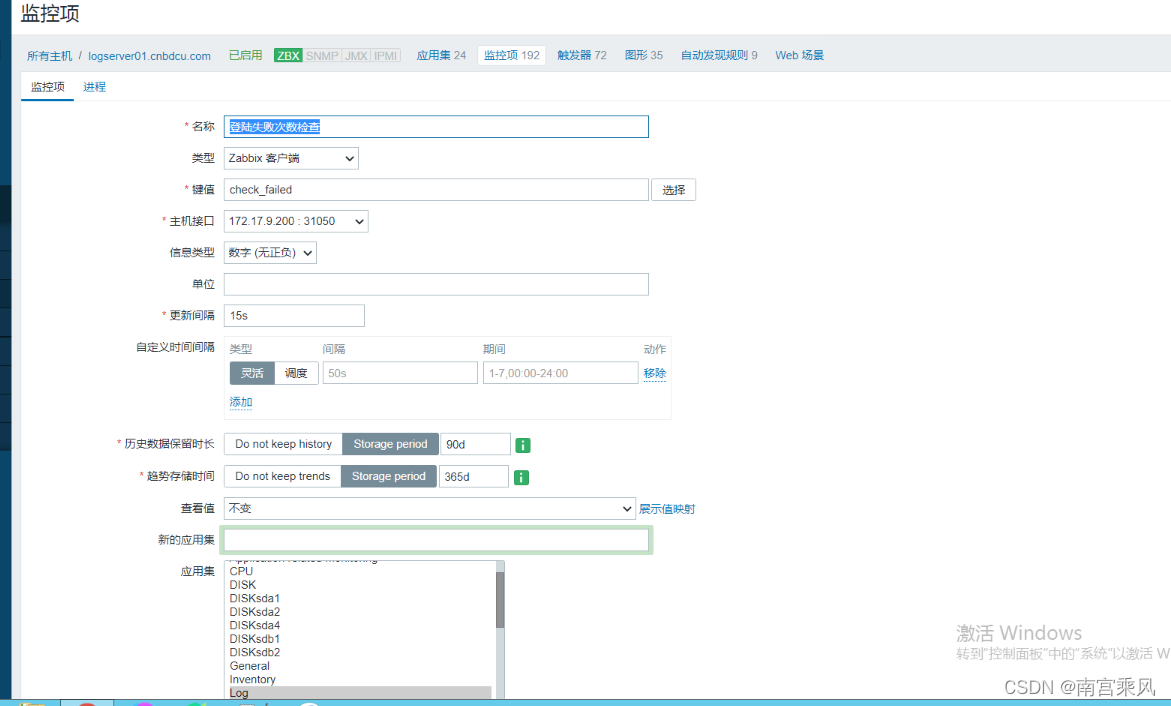 监控项
所有主机 / logserver01.cnbdcu.com 已启用 ZBX SNMP JMX IPMI 应用集 24 监控项 192 触发器 72 图形 35 自动发现规则 9 Web 场景
监控项 进程
* 名称 登陆失败次数检查
类型 Zabbix 客户端
* 键值 check_failed 选择
* 主机接口 172.17.9.200 : 31050
信息类型 数字 (无正负)
单位
* 更新间隔 15s
自定义时间间隔 类型 间隔 期间 动作
灵活 调度 50s 1-7,00:00-24:00 移除
添加
* 历史数据保留时长 Do not keep history Storage period 90d
* 趋势存储时间 Do not keep trends Storage period 365d
查看值 不变 展示值映射
新的应用集
应用集 Application related monitoring
CPU
DISK
DISKsda1
DISKsda2
DISKsda4
DISKsdb1
DISKsdb2
General
Inventory
Log
激活 Windows
转到"控制面板"中的"系统"以激活 W
CSDN @南宫乘风